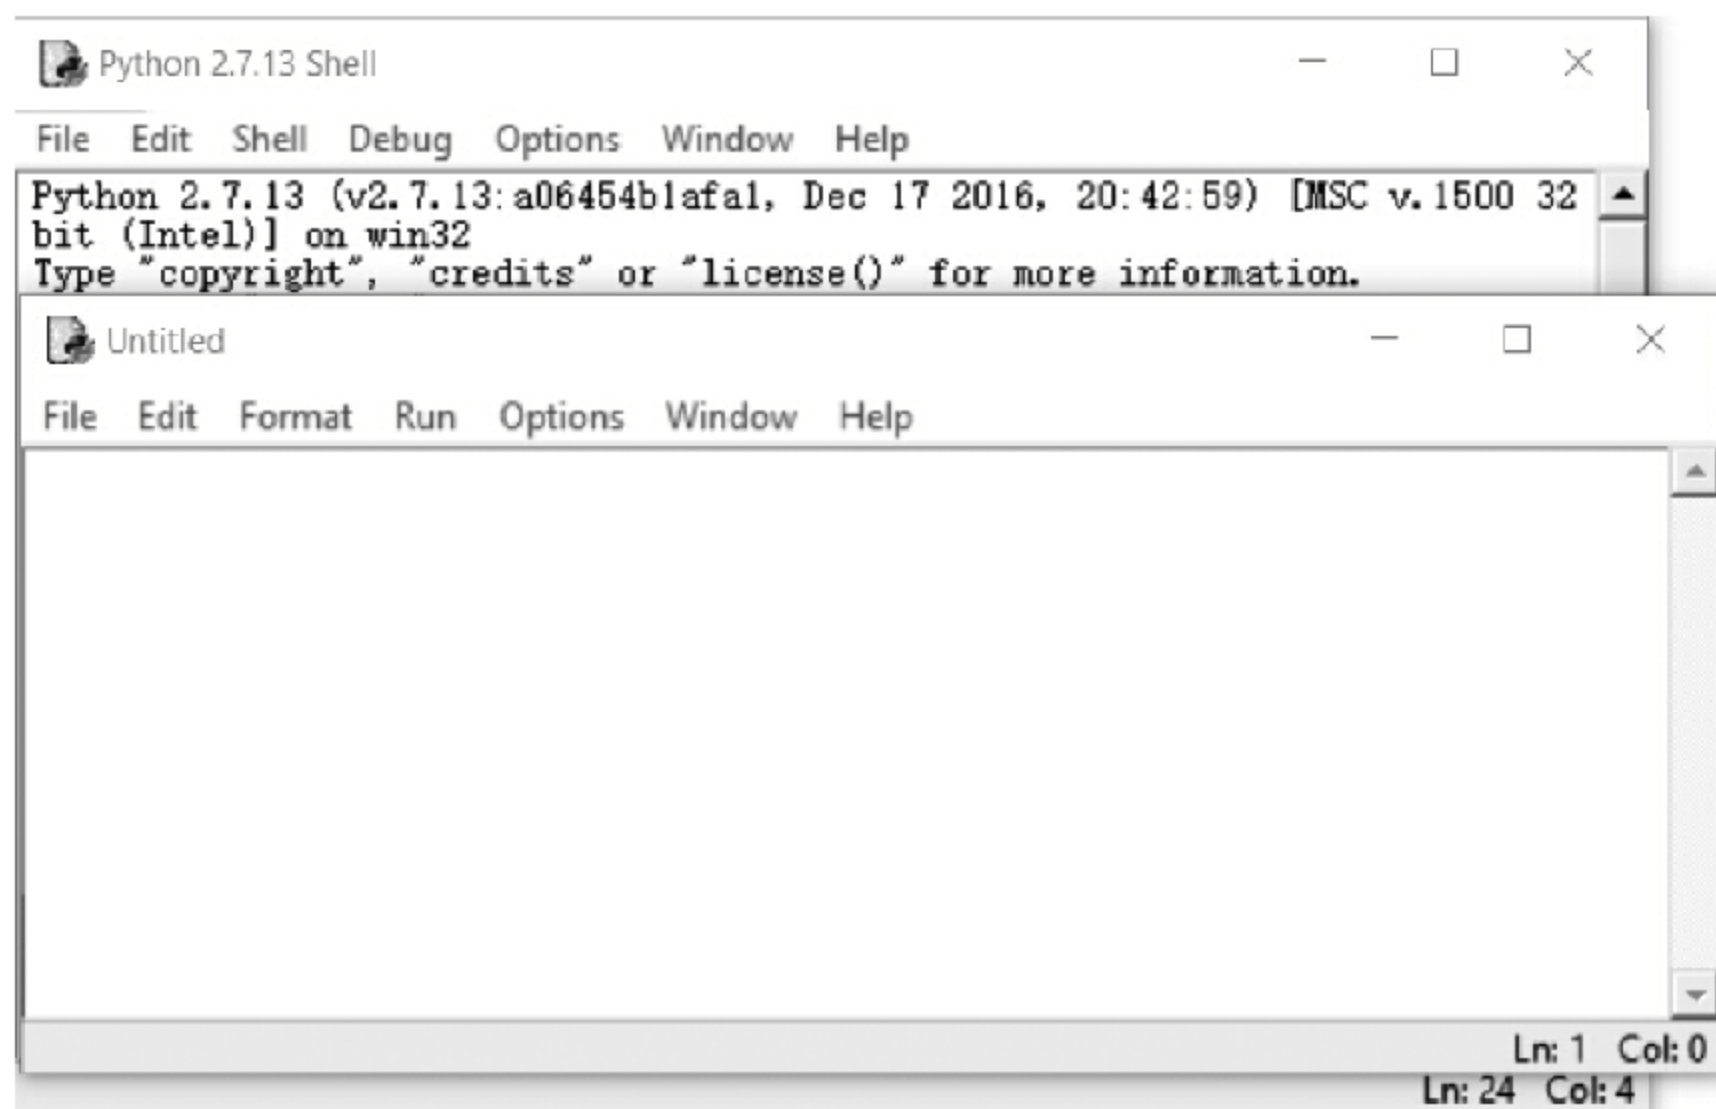 Python 2.7.13 Shell
File Edit Shell Debug Options Window Help
Python 2.7.13 (v2.7.13:a06454b1afa1, Dec 17 2016, 20:42:59) [MSC v.1500 32
bit (Intel)] on win32
Type "copyright", "credits" or "license()" for more information.
Untitled
File Edit Format Run Options Window Help
Ln: 1 Col: 0
Ln: 24 Col: 4